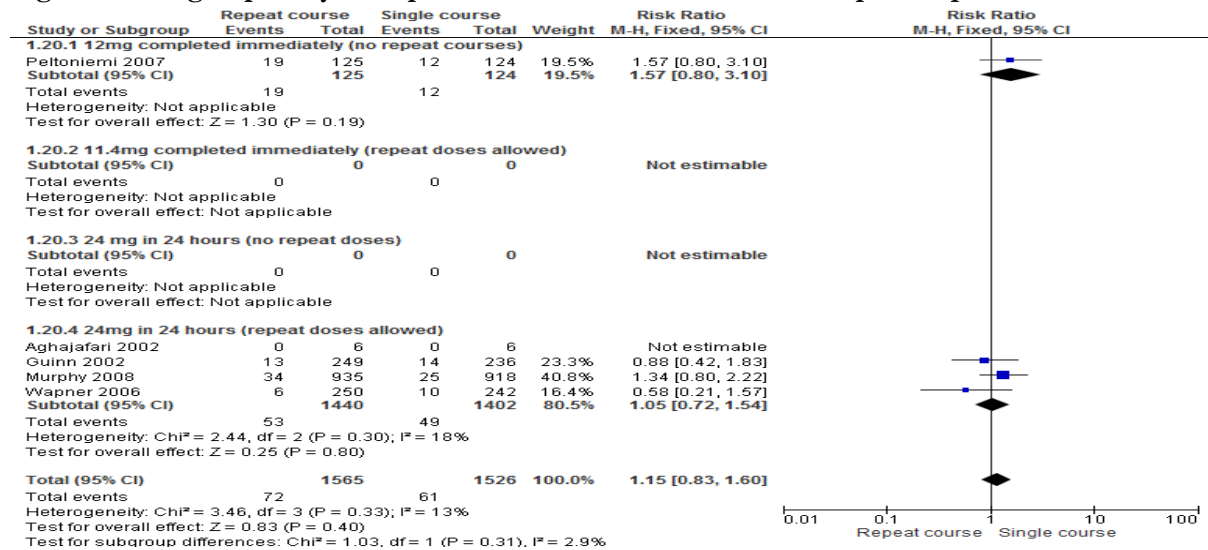 Repeat course Single course Risk Ratio Risk Ratio
Study or Subgroup Events Total Events Total Weight M-H, Fixed, 95% CI M-H, Fixed, 95% CI
1.20.1 12mg completed immediately (no repeat courses)
Peltoniemi 2007 19 125 12 124 19.5% 1.57 [0.80, 3.10]
Subtotal (95% CI) 125 124 19.5% 1.57 [0.80, 3.10]
Total events 19 12
Heterogeneity: Not applicable
Test for overall effect: Z = 1.30 (P = 0.19)
1.20.2 11.4mg completed immediately (repeat doses allowed)
Subtotal (95% CI) 0 0 Not estimable
Total events 0 0
Heterogeneity: Not applicable
Test for overall effect: Not applicable
1.20.3 24 mg in 24 hours (no repeat doses)
Subtotal (95% CI) 0 0 Not estimable
Total events 0 0
Heterogeneity: Not applicable
Test for overall effect: Not applicable
1.20.4 24mg in 24 hours (repeat doses allowed)
Aghajafari 2002 0 6 0 6 Not estimable
Guinn 2002 13 249 14 236 23.3% 0.88 [0.42, 1.83]
Murphy 2008 34 935 25 918 40.8% 1.34 [0.80, 2.22]
Wapner 2006 6 250 10 242 16.4% 0.58 [0.21, 1.57]
Subtotal (95% CI) 1440 1402 80.5% 1.05 [0.72, 1.54]
Total events 53 49
Heterogeneity: Chi² = 2.44, df = 2 (P = 0.30); I² = 18%
Test for overall effect: Z = 0.25 (P = 0.80)
Total (95% CI) 1565 1526 100.0% 1.15 [0.83, 1.60]
Total events 72 61
Heterogeneity: Chi² = 3.46, df = 3 (P = 0.33); I² = 13%
Test for overall effect: Z = 0.83 (P = 0.40)
Test for subgroup differences: Chi² = 1.03, df = 1 (P = 0.31), I² = 2.9%
0.01 0.1 1 10 100
Repeat course Single course